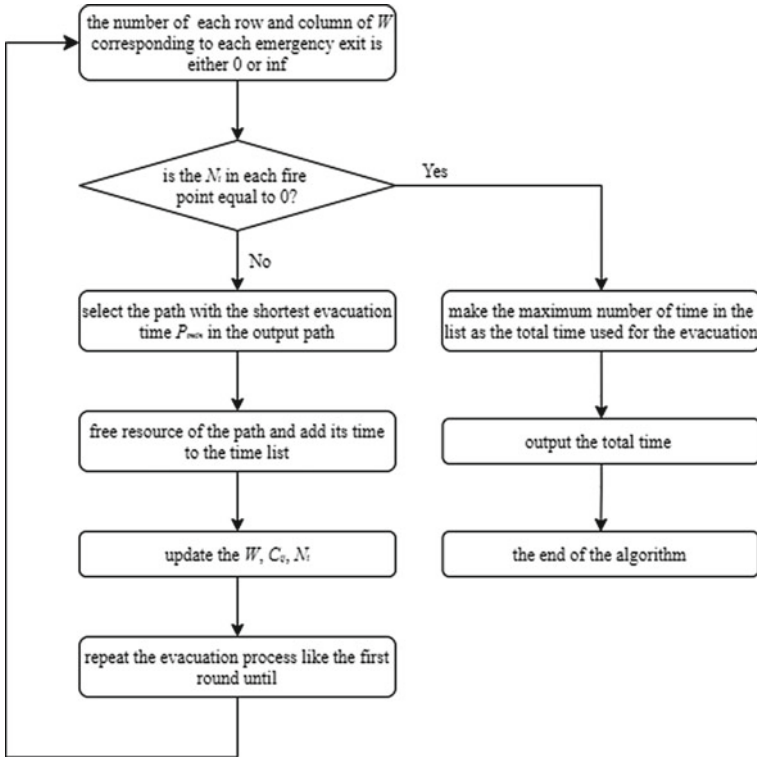 the number of each row and column of W
corresponding to each emergency exit is
either 0 or inf
is the Nᵢ in each fire
point equal to 0?
Yes
No
select the path with the shortest evacuation
time Pₘᵢₙ in the output path
make the maximum number of time in the
list as the total time used for the evacuation
free resource of the path and add its time
to the time list
output the total time
update the W, Cᵢⱼ, Nᵢ
the end of the algorithm
repeat the evacuation process like the first
round until